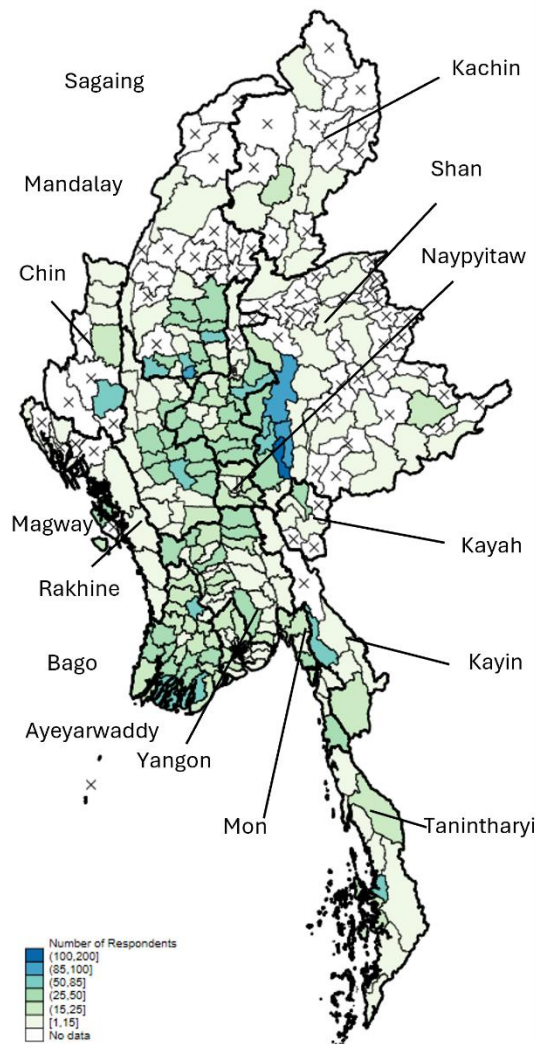 Sagaing
Kachin
Mandalay
Shan
Naypyitaw
Chin
Magway
Kayah
Rakhine
Bago
Kayin
Ayeyarwaddy
Yangon
Mon
Tanintharyi
Number of Respondents
(100,200]
(85,100]
(50,85]
(25,50]
(15,25]
[1,15]
No data